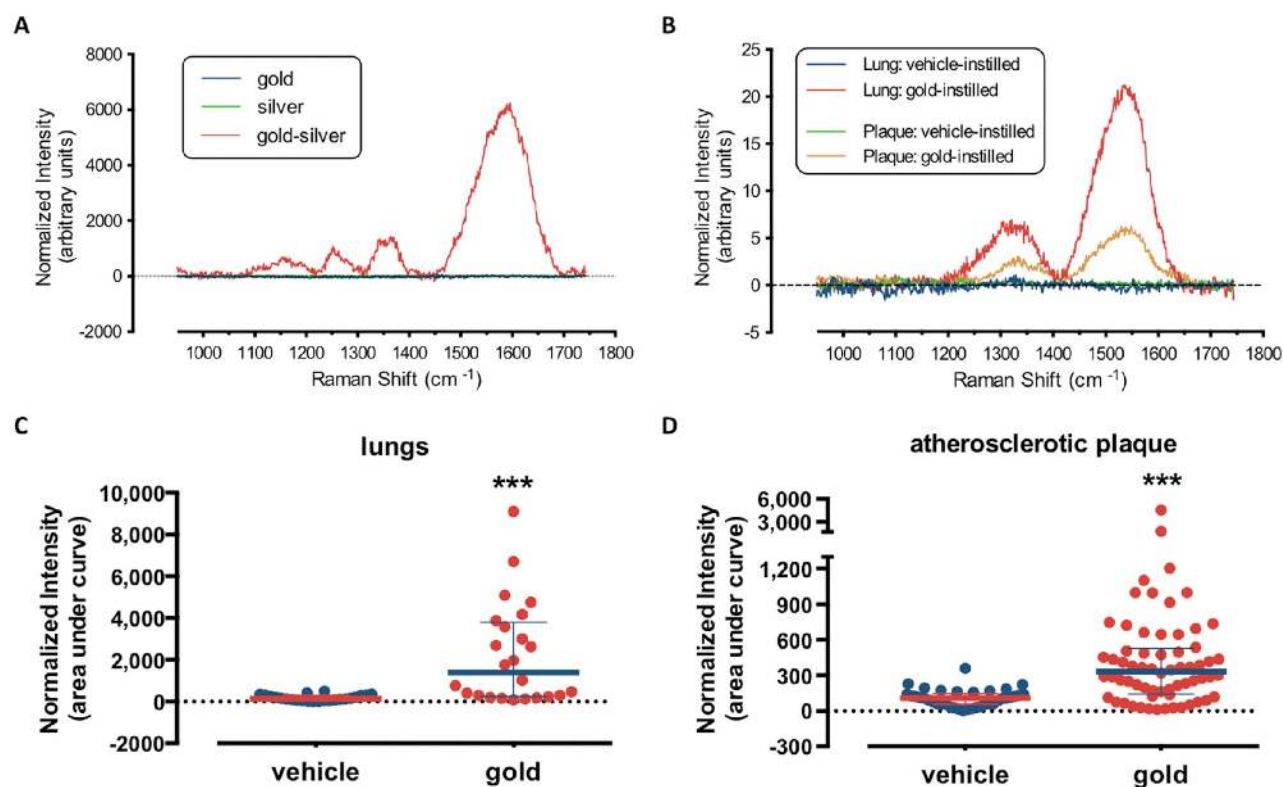 A
Normalized Intensity
(arbitrary units)
8000
6000
4000
2000
0
-2000
gold
silver
gold-silver
1000 1100 1200 1300 1400 1500 1600 1700 1800
Raman Shift (cm -1)
B
Normalized Intensity
(arbitrary units)
25
20
15
10
5
0
-5
Lung: vehicle-instilled
Lung: gold-instilled
Plaque: vehicle-instilled
Plaque: gold-instilled
1000 1100 1200 1300 1400 1500 1600 1700 1800
Raman Shift (cm -1)
C
lungs
Normalized Intensity
(area under curve)
10,000
8,000
6,000
4,000
2,000
0
-2000
***
vehicle gold
D
atherosclerotic plaque
Normalized Intensity
(area under curve)
6,000
3,000
1,200
900
600
300
0
-300
***
vehicle gold